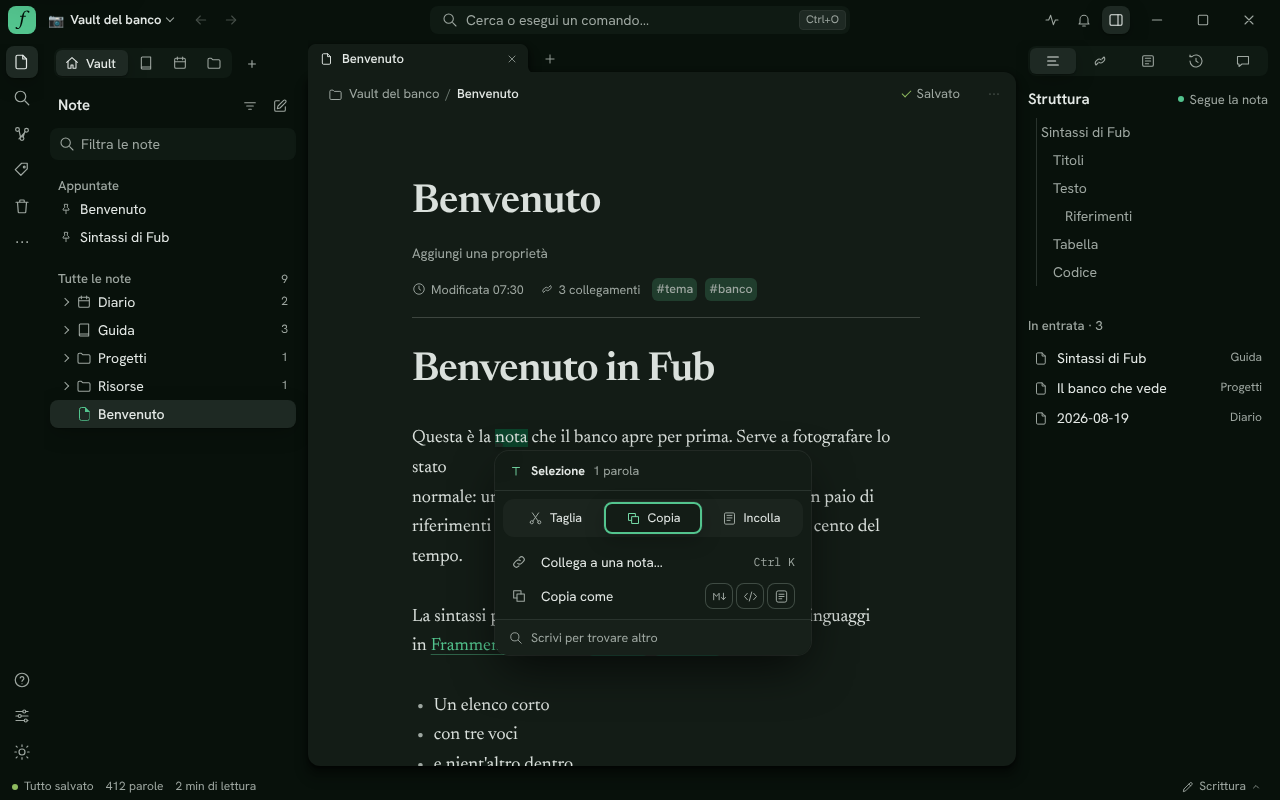 Vault del banco
Cerca o esegui un comando...
Ctrl+O
Vault
Note
Filtra le note
Appuntate
Benvenuto
Sintassi di Fub
Tutte le note 9
Diario 2
Guida 3
Progetti 1
Risorse 1
Benvenuto
Benvenuto
Vault del banco / Benvenuto
Salvato
Benvenuto
Aggiungi una proprietà
Modificata 07:30 3 collegamenti #tema #banco
Benvenuto in Fub
Questa è la nota che il banco apre per prima. Serve a fotografare lo
stato
normale: un paio di
riferimenti cento del
tempo.
La sintassi
in
Selezione 1 parola
Taglia Copia Incolla
Collega a una nota... Ctrl K
Copia come M↓ </>
Scrivi per trovare altro
Un elenco corto
con tre voci
e nient'altro dentro
Struttura
Segue la nota
Sintassi di Fub
Titoli
Testo
Riferimenti
Tabella
Codice
In entrata · 3
Sintassi di Fub Guida
Il banco che vede Progetti
2026-08-19 Diario
Tutto salvato 412 parole 2 min di lettura
Scrittura